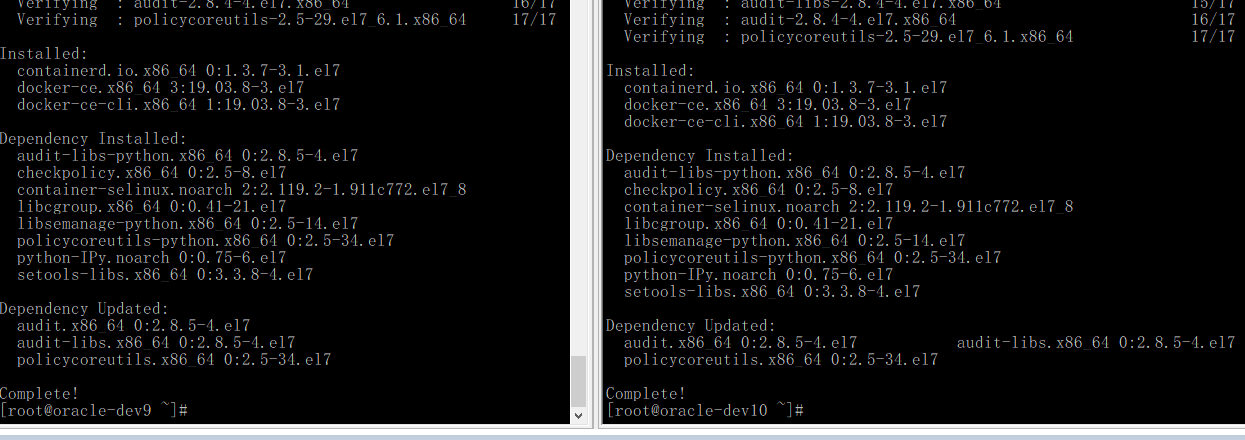 Verifying  : audit-2.8.4-4.el7.x86_64 16/17
Verifying  : policycoreutils-2.5-29.el7_6.1.x86_64 17/17
Installed:
containerd.io.x86_64 0:1.3.7-3.1.el7
docker-ce.x86_64 3:19.03.8-3.el7
docker-ce-cli.x86_64 1:19.03.8-3.el7
Dependency Installed:
audit-libs-python.x86_64 0:2.8.5-4.el7
checkpolicy.x86_64 0:2.5-8.el7
container-selinux.noarch 2:2.119.2-1.911c772.el7_8
libcgroup.x86_64 0:0.41-21.el7
libsemanage-python.x86_64 0:2.5-14.el7
policycoreutils-python.x86_64 0:2.5-34.el7
python-IPy.noarch 0:0.75-6.el7
setools-libs.x86_64 0:3.3.8-4.el7
Dependency Updated:
audit.x86_64 0:2.8.5-4.el7
audit-libs.x86_64 0:2.8.5-4.el7
policycoreutils.x86_64 0:2.5-34.el7
Complete!
[root@oracle-dev9 ~]#
Verifying  : audit-libs-2.8.4-4.el7.x86_64 15/17
Verifying  : audit-2.8.4-4.el7.x86_64 16/17
Verifying  : policycoreutils-2.5-29.el7_6.1.x86_64 17/17
Installed:
containerd.io.x86_64 0:1.3.7-3.1.el7
docker-ce.x86_64 3:19.03.8-3.el7
docker-ce-cli.x86_64 1:19.03.8-3.el7
Dependency Installed:
audit-libs-python.x86_64 0:2.8.5-4.el7
checkpolicy.x86_64 0:2.5-8.el7
container-selinux.noarch 2:2.119.2-1.911c772.el7_8
libcgroup.x86_64 0:0.41-21.el7
libsemanage-python.x86_64 0:2.5-14.el7
policycoreutils-python.x86_64 0:2.5-34.el7
python-IPy.noarch 0:0.75-6.el7
setools-libs.x86_64 0:3.3.8-4.el7
Dependency Updated:
audit.x86_64 0:2.8.5-4.el7 audit-libs.x86_64 0:2.8.5-4.el7
policycoreutils.x86_64 0:2.5-34.el7
Complete!
[root@oracle-dev10 ~]#